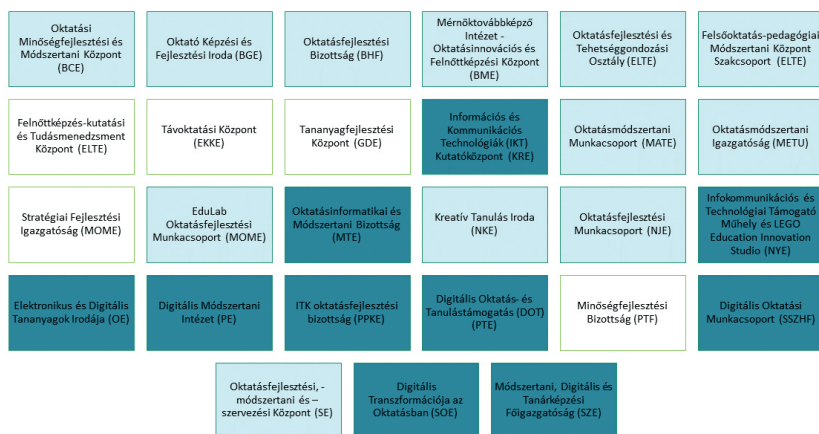 Oktatási
Minőségfejlesztési és
Módszertani Központ
(BCE)
Oktató Képzési és
Fejlesztési Iroda (BGE)
Oktatásfejlesztési
Bizottság (BHF)
Mérnöktovábbképző
Intézet -
Oktatásinnovációs és
Felnőttképzési Központ
(BME)
Oktatásfejlesztési és
Tehetséggondozási
Osztály (ELTE)
Felsőoktatás-pedagógiai
Módszertani Központ
Szakcsoport (ELTE)
Felnőttképzés-kutatási
és Tudásmenedzsment
Központ (ELTE)
Távoktatási Központ
(EKKE)
Tananyagfejlesztési
Központ (GDE)
Információs és
Kommunikációs
Technológiák (IKT)
Kutatóközpont (KRE)
Oktatásmódszertani
Munkacsoport (MATE)
Oktatásmódszertani
Igazgatóság (METU)
Stratégiai Fejlesztési
Igazgatóság (MOME)
EduLab
Oktatásfejlesztési
Munkacsoport (MOME)
Oktatásinformatikai és
Módszertani Bizottság
(MTE)
Kreatív Tanulás Iroda
(NKE)
Oktatásfejlesztési
Munkacsoport (NJE)
Infokommunikációs és
Technológiai Támogató
Műhely és LEGO
Education Innovation
Studio (NYE)
Elektronikus és Digitális
Tananyagok Irodája (OE)
Digitális Módszertani
Intézet (PE)
ITK oktatásfejlesztési
bizottság (PPKE)
Digitális Oktatás- és
Tanulástámogatás (DOT)
(PTE)
Minőségfejlesztési
Bizottság (PTF)
Digitális Oktatási
Munkacsoport (SSZHF)
Oktatásfejlesztési, -
módszertani és –
szervezési Központ (SE)
Digitális
Transzformációja az
Oktatásban (SOE)
Módszertani, Digitális és
Tanárképzési
Főigazgatóság (SZE)